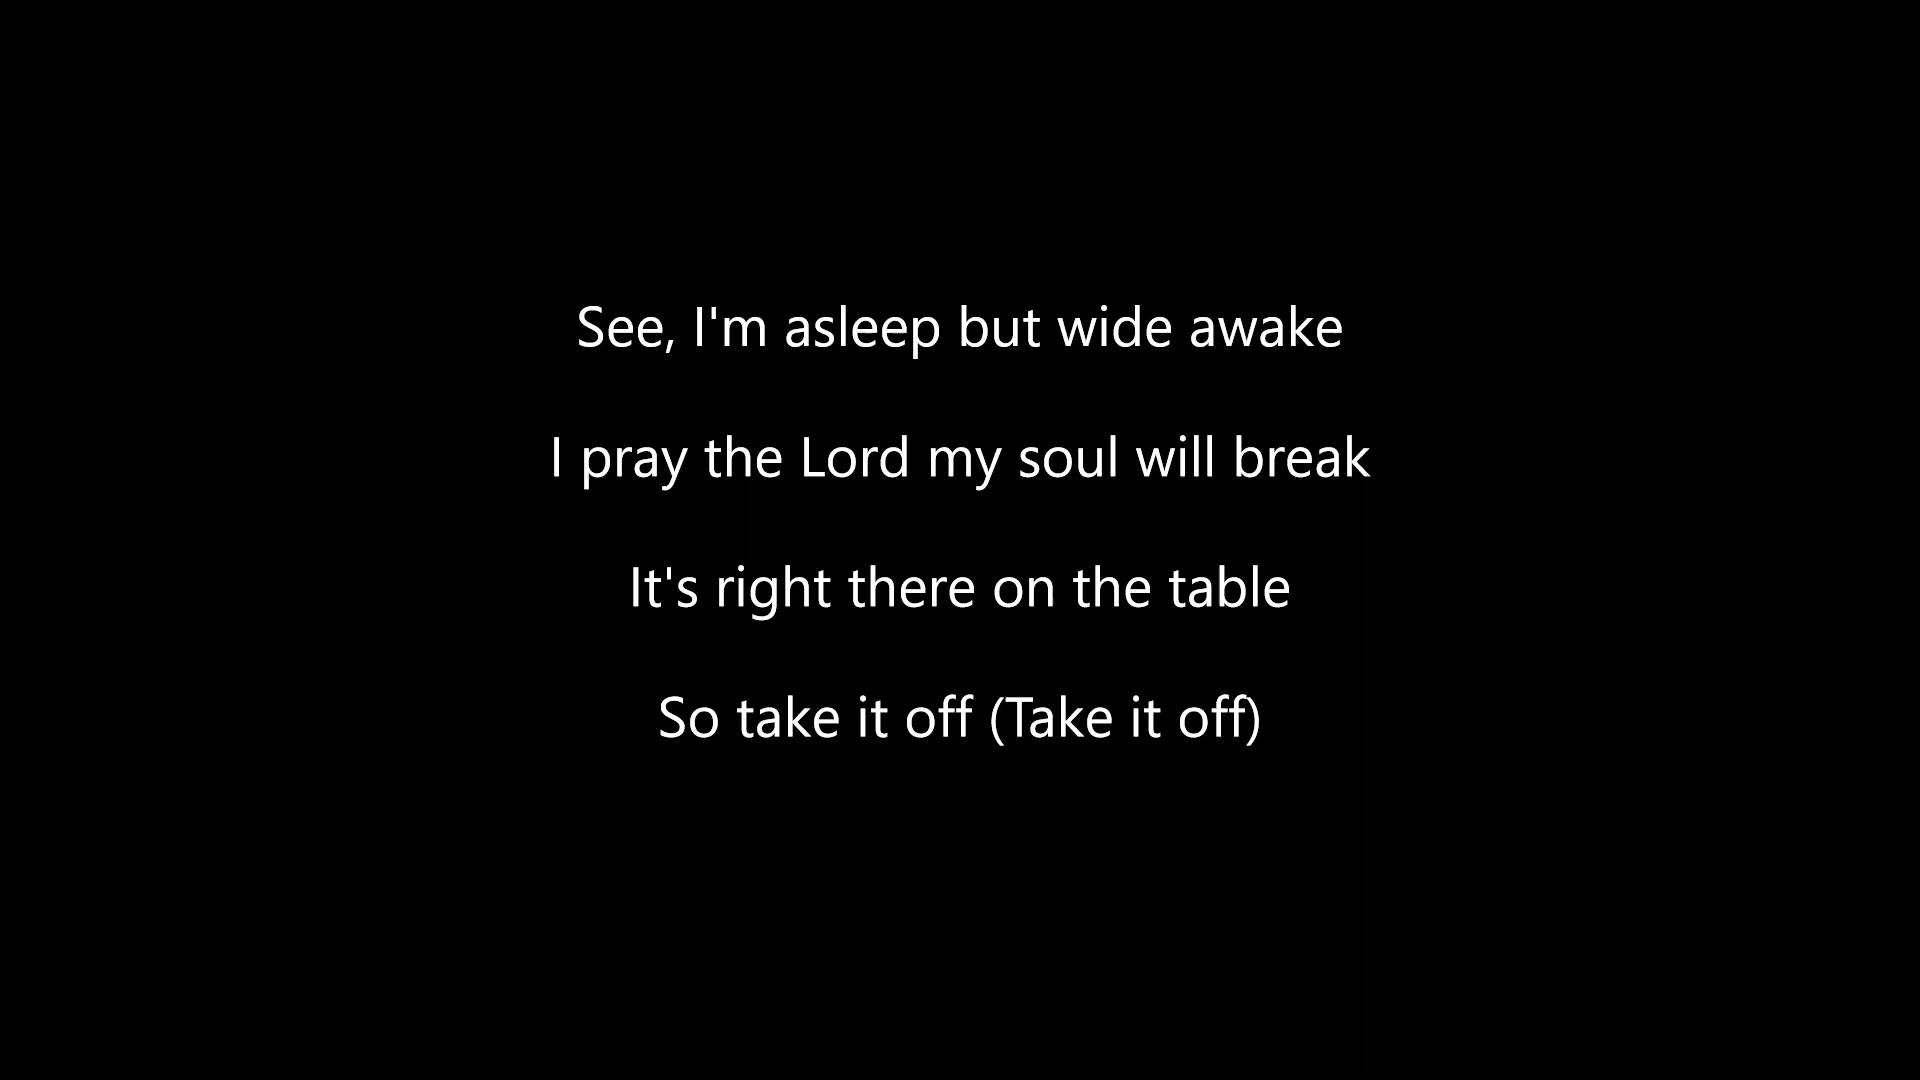 See, I'm asleep but wide awake
I pray the Lord my soul will break
It's right there on the table
So take it off (Take it off)